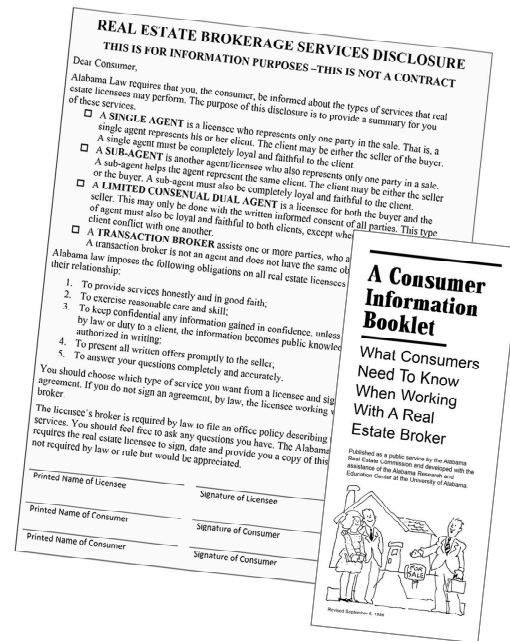 REAL ESTATE BROKERAGE SERVICES DISCLOSURE
THIS IS FOR INFORMATION PURPOSES –THIS IS NOT A CONTRACT
Dear Consumer,
Alabama Law requires that you, the consumer, be informed about the types of services that real
estate licensees may perform. The purpose of this disclosure is to provide a summary for you
of these services.
A SINGLE AGENT is a licensee who represents only one party in the sale. That is, a
single agent represents his or her client. The client may be either the seller of the buyer.
A single agent must be completely loyal and faithful to the client
A SUB-AGENT is another agent/licensee who also represents only one party in a sale.
A sub-agent helps the agent represent the same client. The client may be either the seller
or the buyer. A sub-agent must also be completely loyal and faithful to the client.
A LIMITED CONSENUAL DUAL AGENT is a licensee for both the buyer and the
seller. This may only be done with the written informed consent of all parties. This type
of agent must also be loyal and faithful to both clients, except whe
client conflict with one another.
A TRANSACTION BROKER assists one or more parties, who a
A transaction broker is not an agent and does not have the same ob
Alabama law imposes the following obligations on all real estate licensees
their relationship:
1. To provide services honestly and in good faith;
2. To exercise reasonable care and skill;
3. To keep confidential any information gained in confidence, unless
by law or duty to a client, the information becomes public knowled
authorized in writing;
4. To present all written offers promptly to the seller;
5. To answer your questions completely and accurately.
You should choose which type of service you want from a licensee and sig
agreement. If you do not sign an agreement, by law, the licensee working
broker
The licensee's broker is required by law to file an office policy describing
services. You should feel free to ask any questions you have. The Alabama
requires the real estate licensee to sign, date and provide you a copy of this
not required by law or rule but would be appreciated.
Printed Name of Licensee Signature of Licensee
Printed Name of Consumer Signature of Consumer
Printed Name of Consumer Signature of Consumer
A Consumer
Information
Booklet
What Consumers
Need To Know
When Working
With A Real
Estate Broker
Published as a public service by the Alabama
Real Estate Commission and developed with the
assistance of the Alabama Research and
Education Center at the University of Alabama.
FOR
SALE